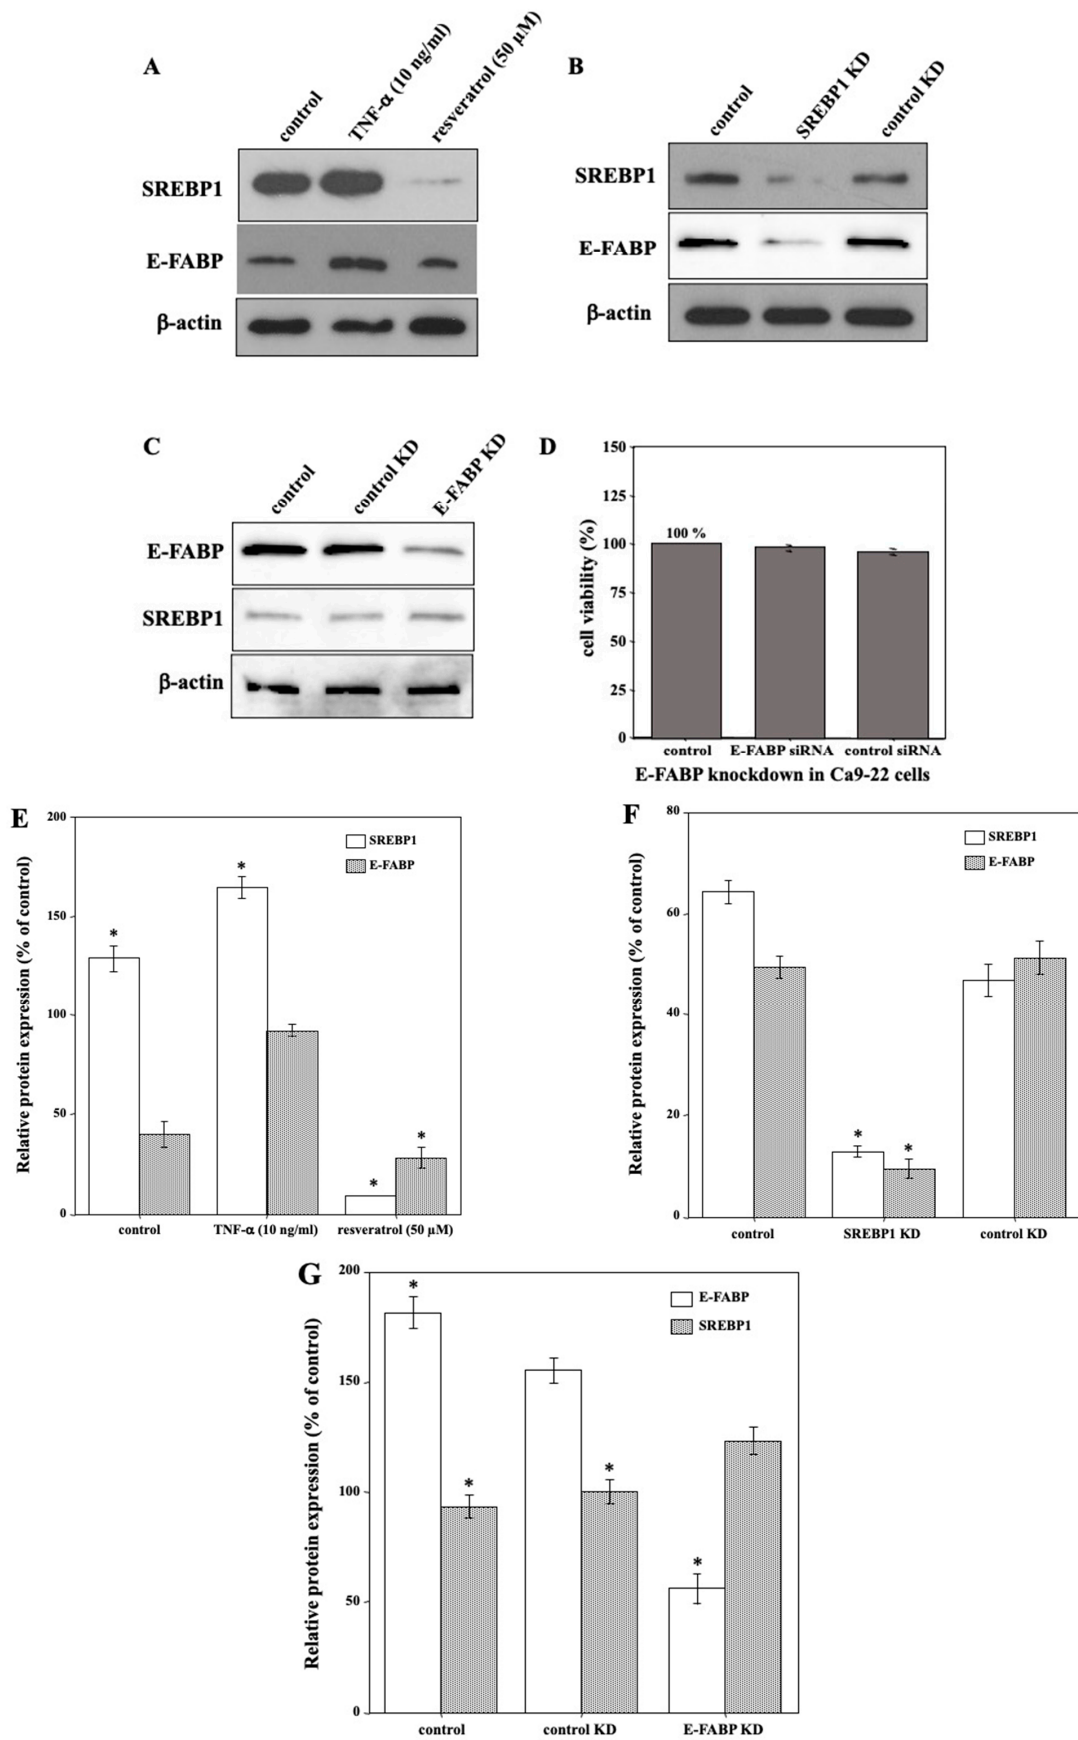 A
control
TNF-α (10 ng/ml)
resveratrol (50 μM)
SREBP1
E-FABP
β-actin
B
control
SREBP1 KD
control KD
SREBP1
E-FABP
β-actin
C
control
control KD
E-FABP KD
E-FABP
SREBP1
β-actin
D
cell viability (%)
150
125
100
75
50
25
0
100 %
control
E-FABP siRNA
control siRNA
E-FABP knockdown in Ca9-22 cells
E
Relative protein expression (% of control)
200
150
100
50
0
SREBP1
E-FABP
*
*
*
*
control
TNF-α (10 ng/ml)
resveratrol (50 μM)
F
Relative protein expression (% of control)
80
60
40
20
0
SREBP1
E-FABP
*
*
control
SREBP1 KD
control KD
G
Relative protein expression (% of control)
200
150
100
50
0
E-FABP
SREBP1
*
*
*
*
control
control KD
E-FABP KD